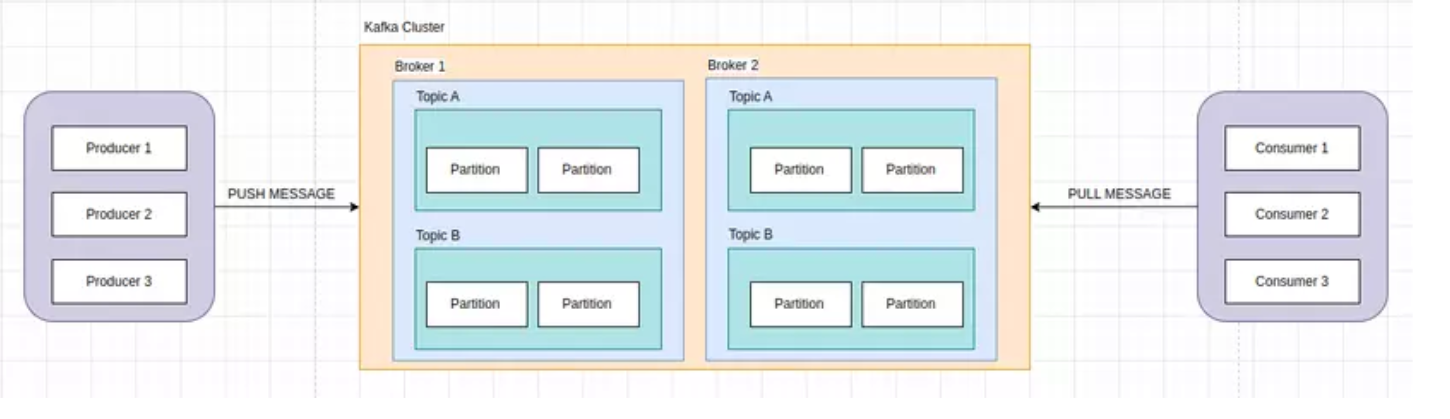 Kafka Cluster
Producer 1
Producer 2
Producer 3
PUSH MESSAGE
Broker 1
Topic A
Partition
Partition
Topic B
Partition
Partition
Broker 2
Topic A
Partition
Partition
Topic B
Partition
Partition
PULL MESSAGE
Consumer 1
Consumer 2
Consumer 3